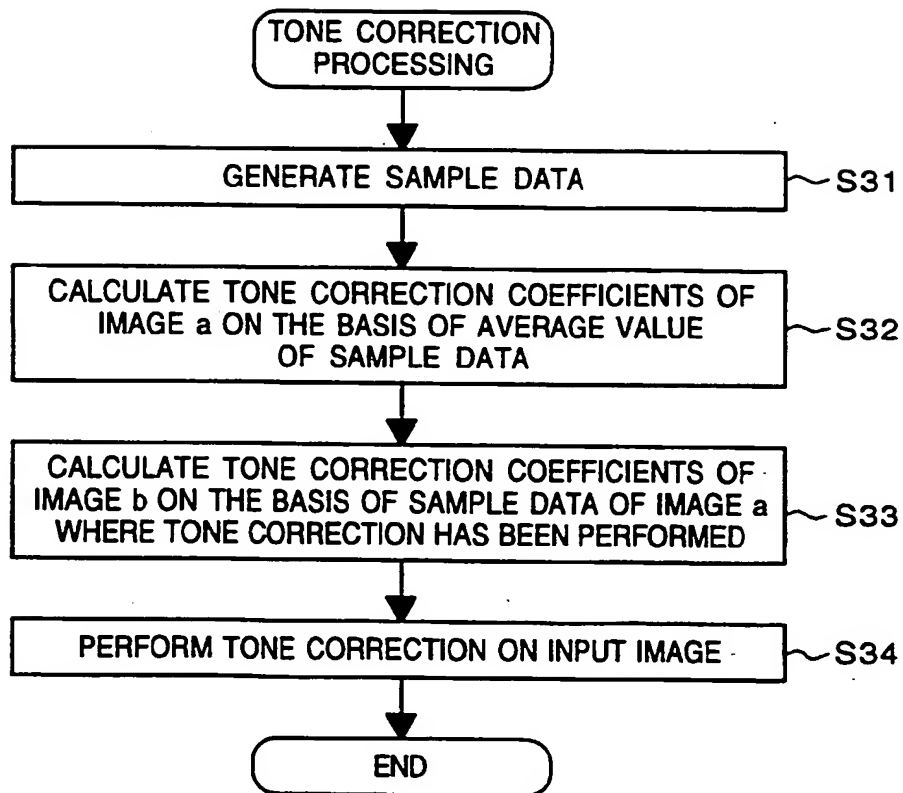 TONE CORRECTION
PROCESSING
GENERATE SAMPLE DATA
S31
CALCULATE TONE CORRECTION COEFFICIENTS OF
IMAGE a ON THE BASIS OF AVERAGE VALUE
OF SAMPLE DATA
S32
CALCULATE TONE CORRECTION COEFFICIENTS OF
IMAGE b ON THE BASIS OF SAMPLE DATA OF IMAGE a
WHERE TONE CORRECTION HAS BEEN PERFORMED
S33
PERFORM TONE CORRECTION ON INPUT IMAGE
S34
END